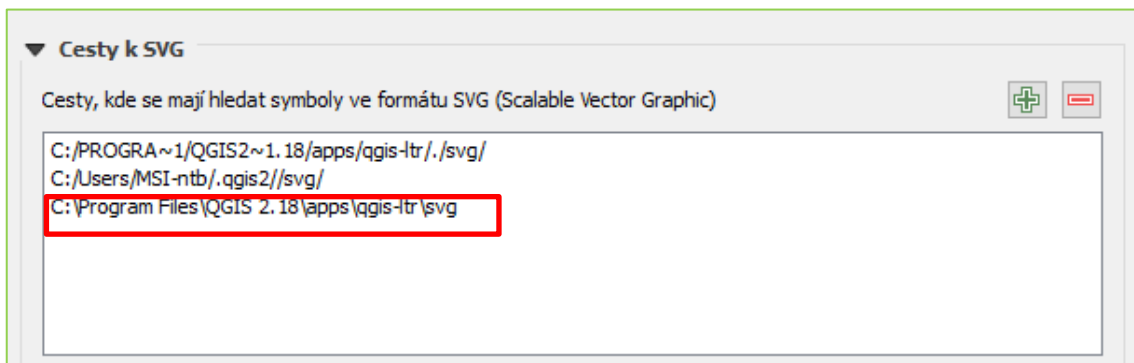 Cesty k SVG
Cesty, kde se mají hledat symboly ve formátu SVG (Scalable Vector Graphic)
C:/PROGRA~1/QGIS2~1.18/apps/qgis-ltr/./svg/
C:/Users/MSI-ntb/.qgis2//svg/
C:\Program Files\QGIS 2.18\apps\qgis-ltr\svg